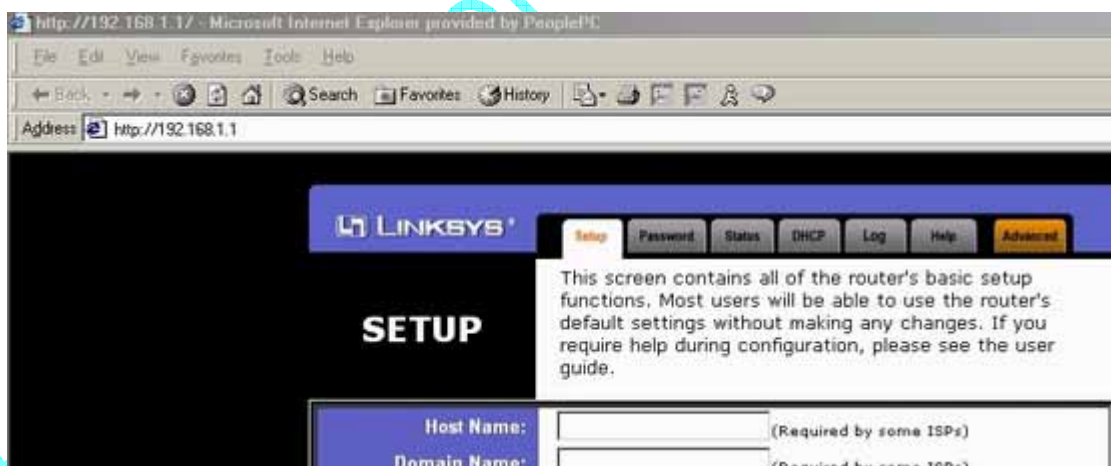 http://192.168.1.1/ - Microsoft Internet Explorer provided by PeoplePC
File Edit View Favorites Tools Help
Back Search Favorites History
Address http://192.168.1.1
LINKSYS®
Setup Password Status DHCP Log Help Advanced
SETUP
This screen contains all of the router's basic setup
functions. Most users will be able to use the router's
default settings without making any changes. If you
require help during configuration, please see the user
guide.
Host Name: (Required by some ISPs)
Domain Name: (Required by some ISPs)